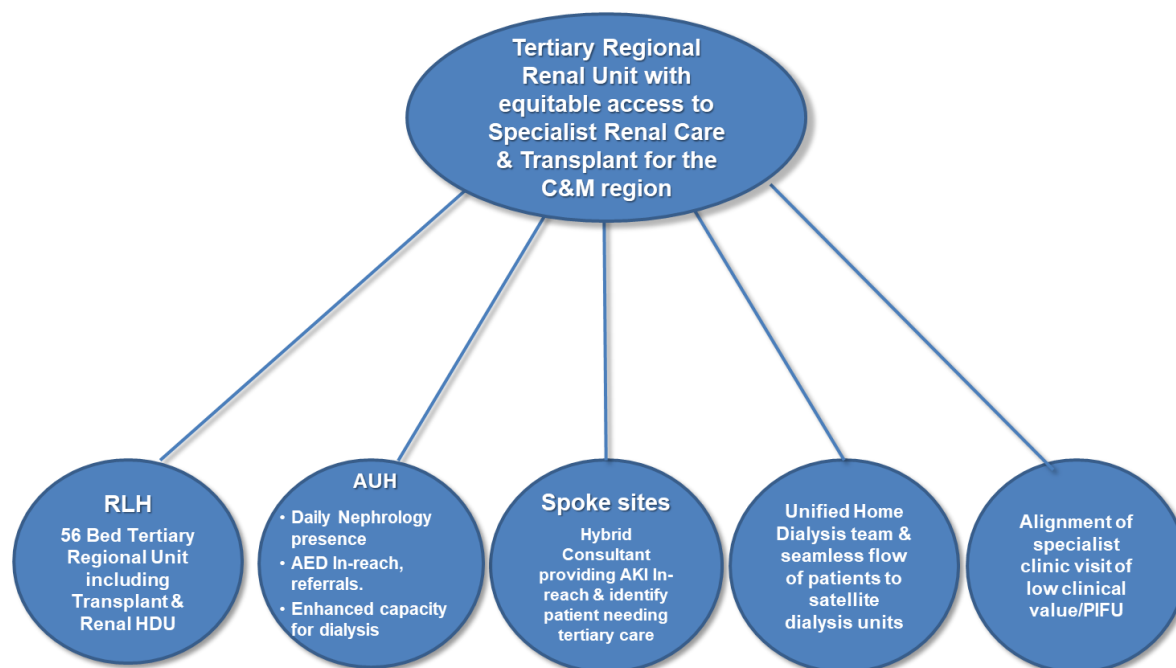 Tertiary Regional
Renal Unit with
equitable access to
Specialist Renal Care
& Transplant for the
C&M region
RLH
56 Bed Tertiary
Regional Unit
including
Transplant &
Renal HDU
AUH
• Daily Nephrology
presence
• AED In-reach,
referrals.
• Enhanced capacity
for dialysis
Spoke sites
Hybrid
Consultant
providing AKI In-
reach & identify
patient needing
tertiary care
Unified Home
Dialysis team &
seamless flow
of patients to
satellite
dialysis units
Alignment of
specialist
clinic visit of
low clinical
value/PIFU